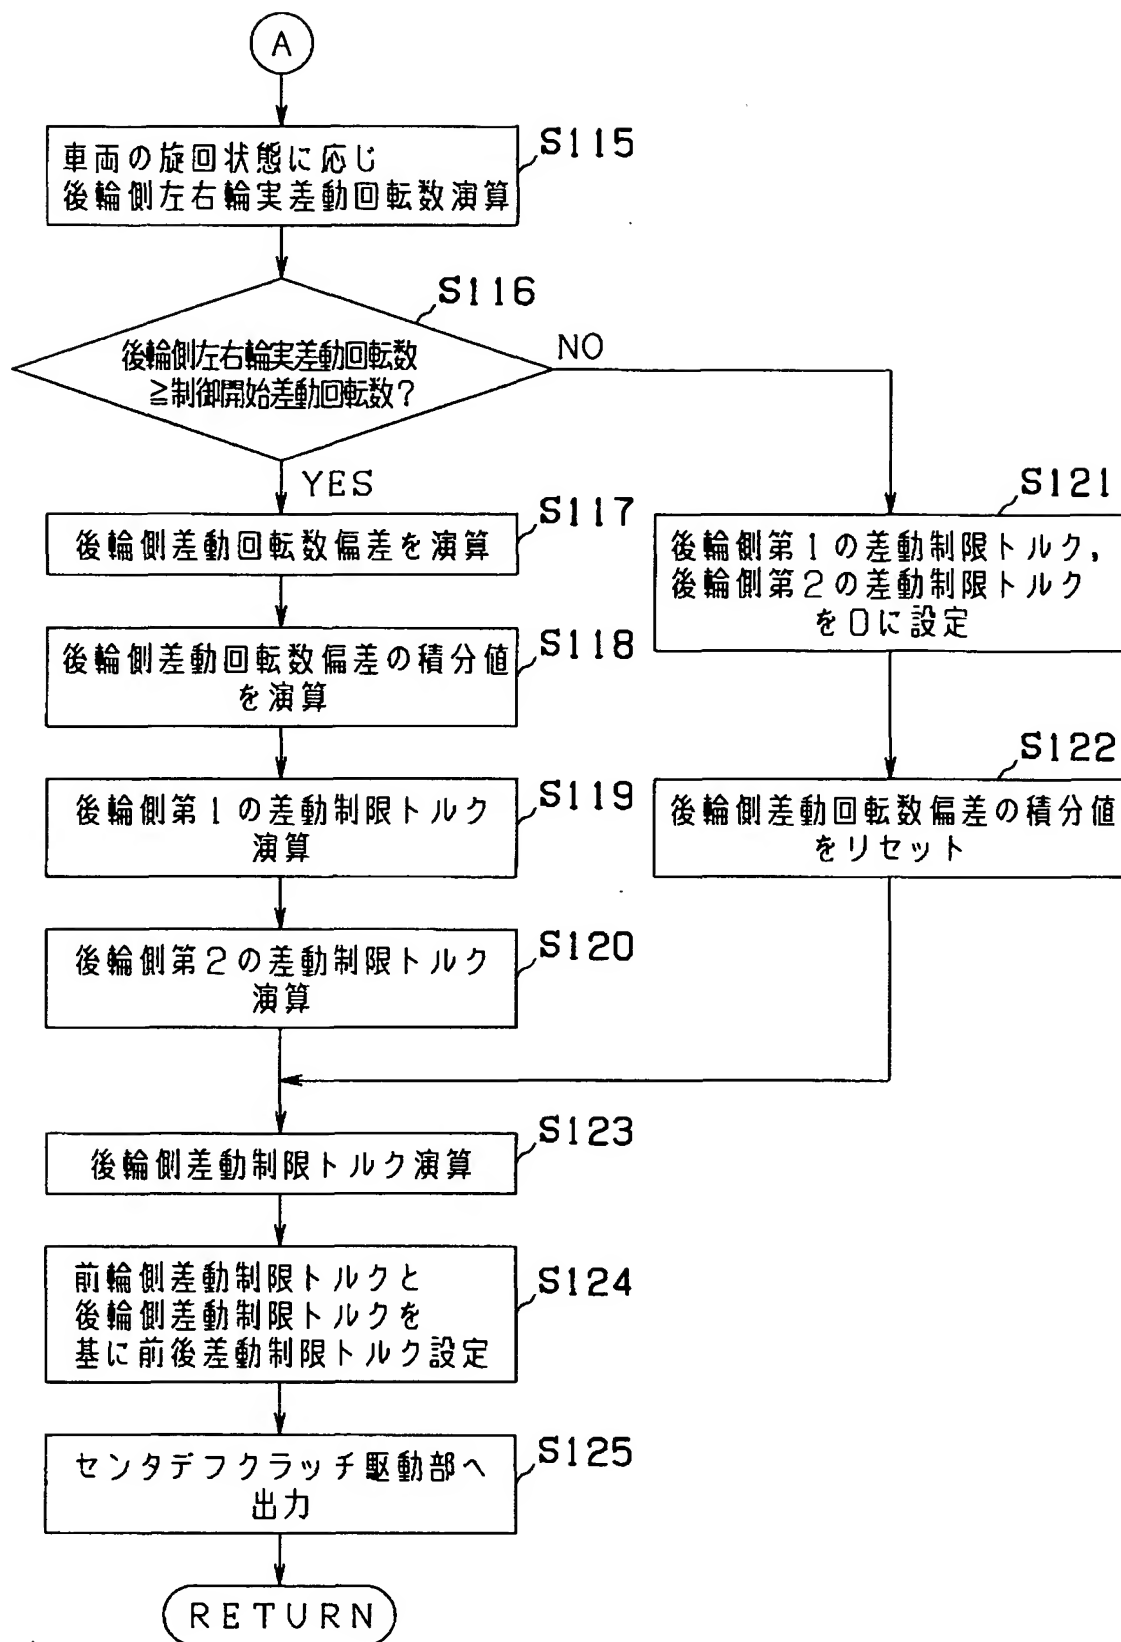 A
S115
車両の旋回状態に応じ
後輪側左右輪実差動回転数演算
S116
後輪側左右輪実差動回転数
≧制御開始差動回転数?
NO
YES
S117
後輪側差動回転数偏差を演算
S118
後輪側差動回転数偏差の積分値
を演算
S119
後輪側第1の差動制限トルク
演算
S120
後輪側第2の差動制限トルク
演算
S121
後輪側第1の差動制限トルク,
後輪側第2の差動制限トルク
を0に設定
S122
後輪側差動回転数偏差の積分値
をリセット
S123
後輪側差動制限トルク演算
S124
前輪側差動制限トルクと
後輪側差動制限トルクを
基に前後差動制限トルク設定
S125
センタデフクラッチ駆動部へ
出力
RETURN